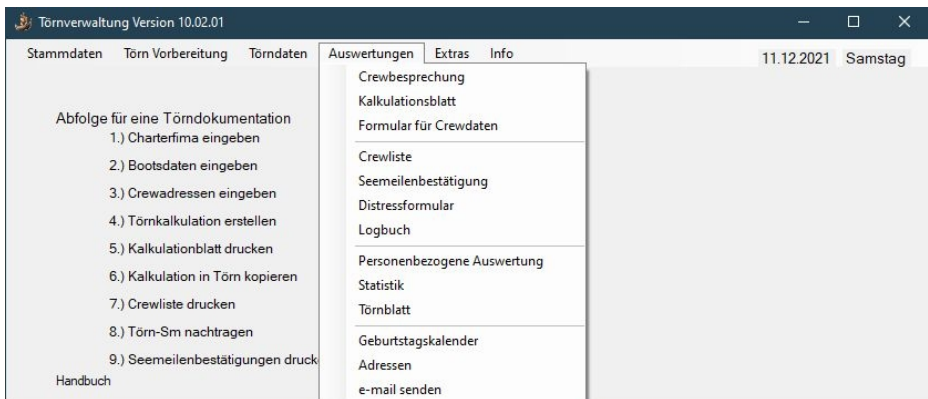 Törnverwaltung Version 10.02.01
Stammdaten Törn Vorbereitung Törndaten Auswertungen Extras Info
11.12.2021 Samstag
Abfolge für eine Törndokumentation
1.) Charterfima eingeben
2.) Bootsdaten eingeben
3.) Crewadressen eingeben
4.) Törnkalkulation erstellen
5.) Kalkulationblatt drucken
6.) Kalkulation in Törn kopieren
7.) Crewliste drucken
8.) Törn-Sm nachtragen
9.) Seemeilenbestätigungen druck
Handbuch
Crewbesprechung
Kalkulationsblatt
Formular für Crewdaten
Crewliste
Seemeilenbestätigung
Distressformular
Logbuch
Personenbezogene Auswertung
Statistik
Törnblatt
Geburtstagskalender
Adressen
e-mail senden